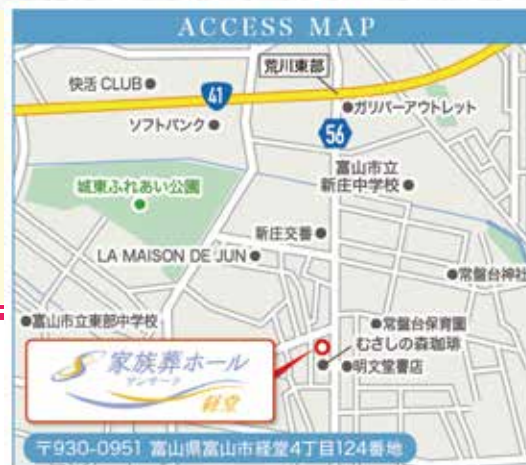 ACCESS MAP
荒川東部
快活 CLUB
41
ガリバーアウトレット
ソフトバンク
56
富山市立
新庄中学校
城東ふれあい公園
新庄交番
LA MAISON DE JUN
常盤台神社
富山市立東部中学校
常盤台保育園
むさしの森珈琲
明文堂書店
家族葬ホール
サンサーラ
経堂
〒930-0951 富山県富山市経堂4丁目124番地